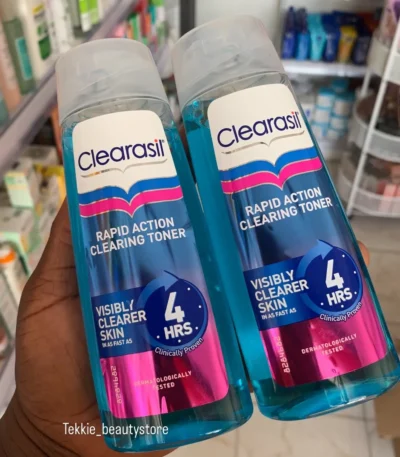 Clearasil
RAPID ACTION
CLEARING TONER
VISIBLY
CLEARER
SKIN
IN AS FAST AS
4
HRS
Clinically Proven
DERMATOLOGICALLY
TESTED
Clearasil
RAPID ACTION
CLEARING TONER
VISIBLY
CLEARER
SKIN
IN AS FAST AS
4
HRS
Clinically Proven
DERMATOLOGICALLY
TESTED
Tekkie_beautystore